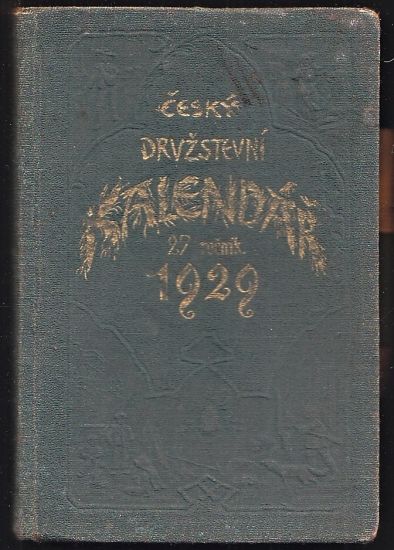 ČESKÝ
DRUŽSTEVNÍ
KALENDÁŘ
27 ročník.
1929